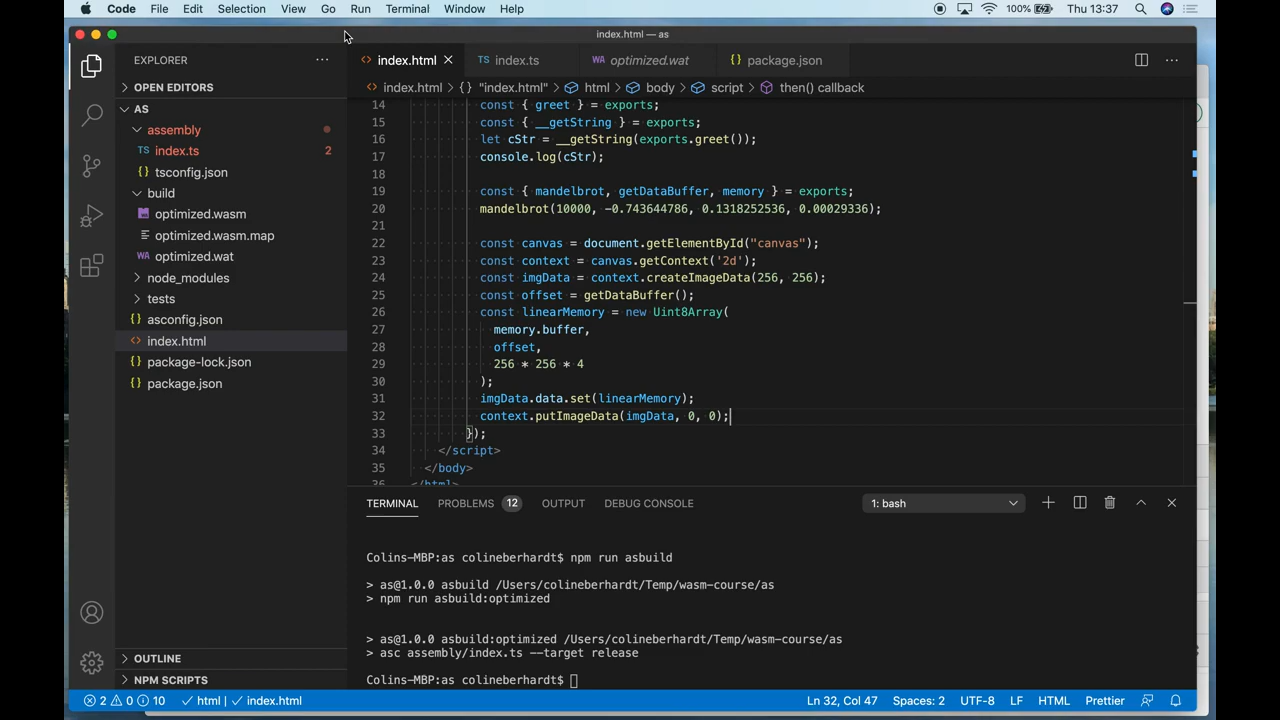 Code File Edit Selection View Go Run Terminal Window Help 100% Thu 13:37
index.html — as
EXPLORER
OPEN EDITORS
AS
assembly
index.ts 2
tsconfig.json
build
optimized.wasm
optimized.wasm.map
optimized.wat
node_modules
tests
asconfig.json
index.html
package-lock.json
package.json
OUTLINE
NPM SCRIPTS
index.html index.ts optimized.wat package.json
index.html "index.html" html body script then() callback
14 const { greet } = exports;
15 const { __getString } = exports;
16 let cStr = __getString(exports.greet());
17 console.log(cStr);
18
19 const { mandelbrot, getDataBuffer, memory } = exports;
20 mandelbrot(10000, -0.743644786, 0.1318252536, 0.00029336);
21
22 const canvas = document.getElementById("canvas");
23 const context = canvas.getContext('2d');
24 const imgData = context.createImageData(256, 256);
25 const offset = getDataBuffer();
26 const linearMemory = new Uint8Array(
27 memory.buffer,
28 offset,
29 256 * 256 * 4
30 );
31 imgData.data.set(linearMemory);
32 context.putImageData(imgData, 0, 0);
33 });
34 </script>
35 </body>
36 </html>
TERMINAL PROBLEMS 12 OUTPUT DEBUG CONSOLE 1: bash
Colins-MBP:as colineberhardt$ npm run asbuild
> as@1.0.0 asbuild /Users/colineberhardt/Temp/wasm-course/as
> npm run asbuild:optimized
> as@1.0.0 asbuild:optimized /Users/colineberhardt/Temp/wasm-course/as
> asc assembly/index.ts --target release
Colins-MBP:as colineberhardt$
2 0 10 html index.html Ln 32, Col 47 Spaces: 2 UTF-8 LF HTML Prettier